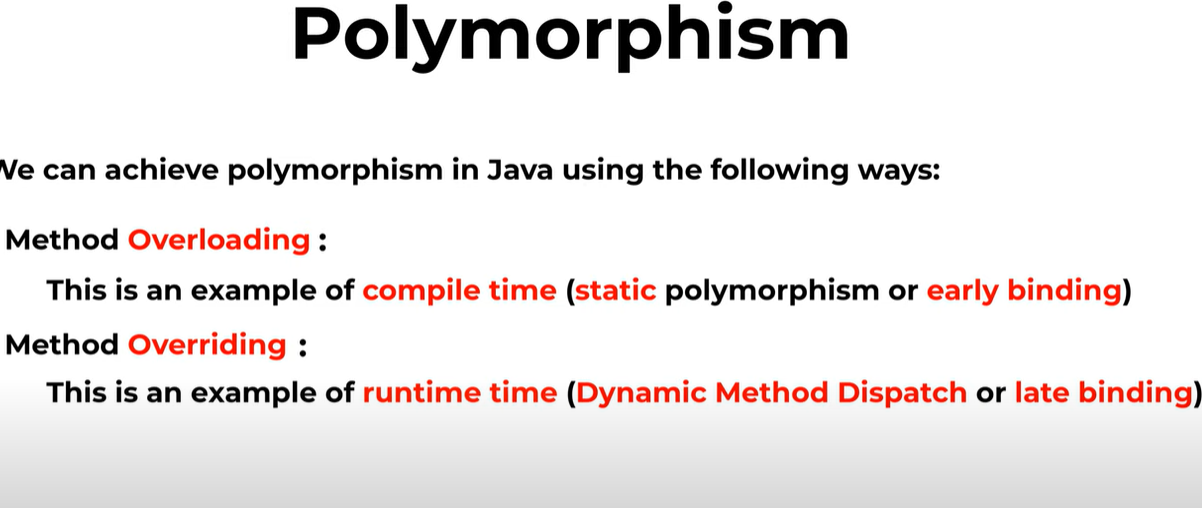 Polymorphism
We can achieve polymorphism in Java using the following ways:
Method Overloading :
This is an example of compile time (static polymorphism or early binding)
Method Overriding :
This is an example of runtime time (Dynamic Method Dispatch or late binding)